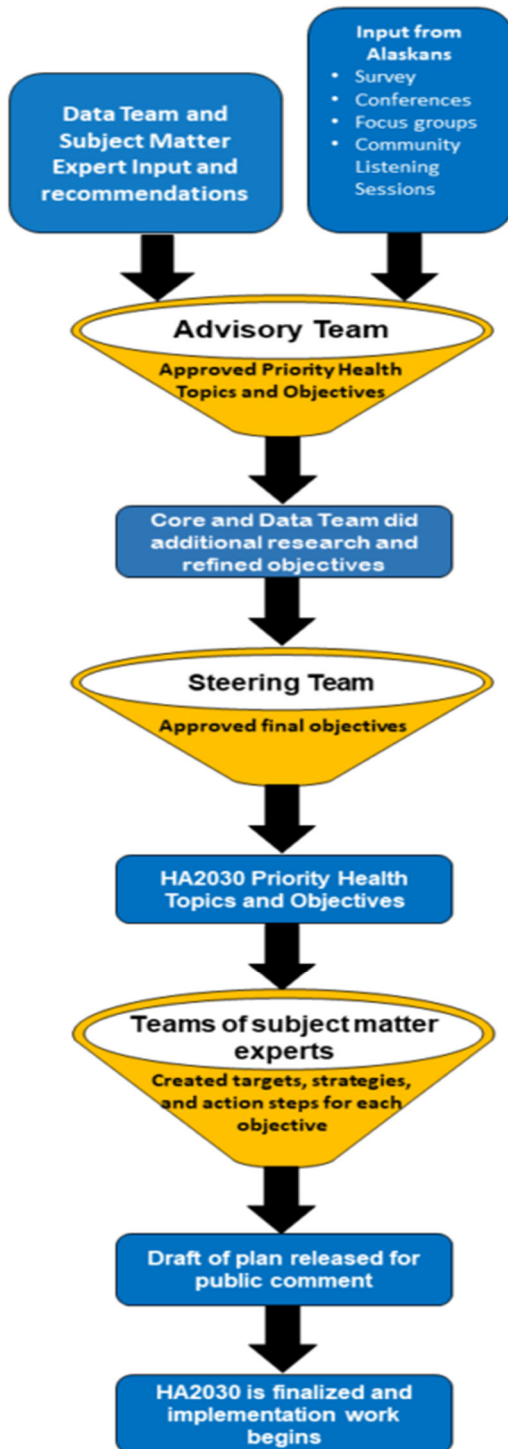 Data Team and
Subject Matter
Expert Input and
recommendations
Input from
Alaskans
• Survey
• Conferences
• Focus groups
• Community
Listening
Sessions
Advisory Team
Approved Priority Health
Topics and Objectives
Core and Data Team did
additional research and
refined objectives
Steering Team
Approved final objectives
HA2030 Priority Health
Topics and Objectives
Teams of subject matter
experts
Created targets, strategies,
and action steps for each
objective
Draft of plan released for
public comment
HA2030 is finalized and
implementation work
begins